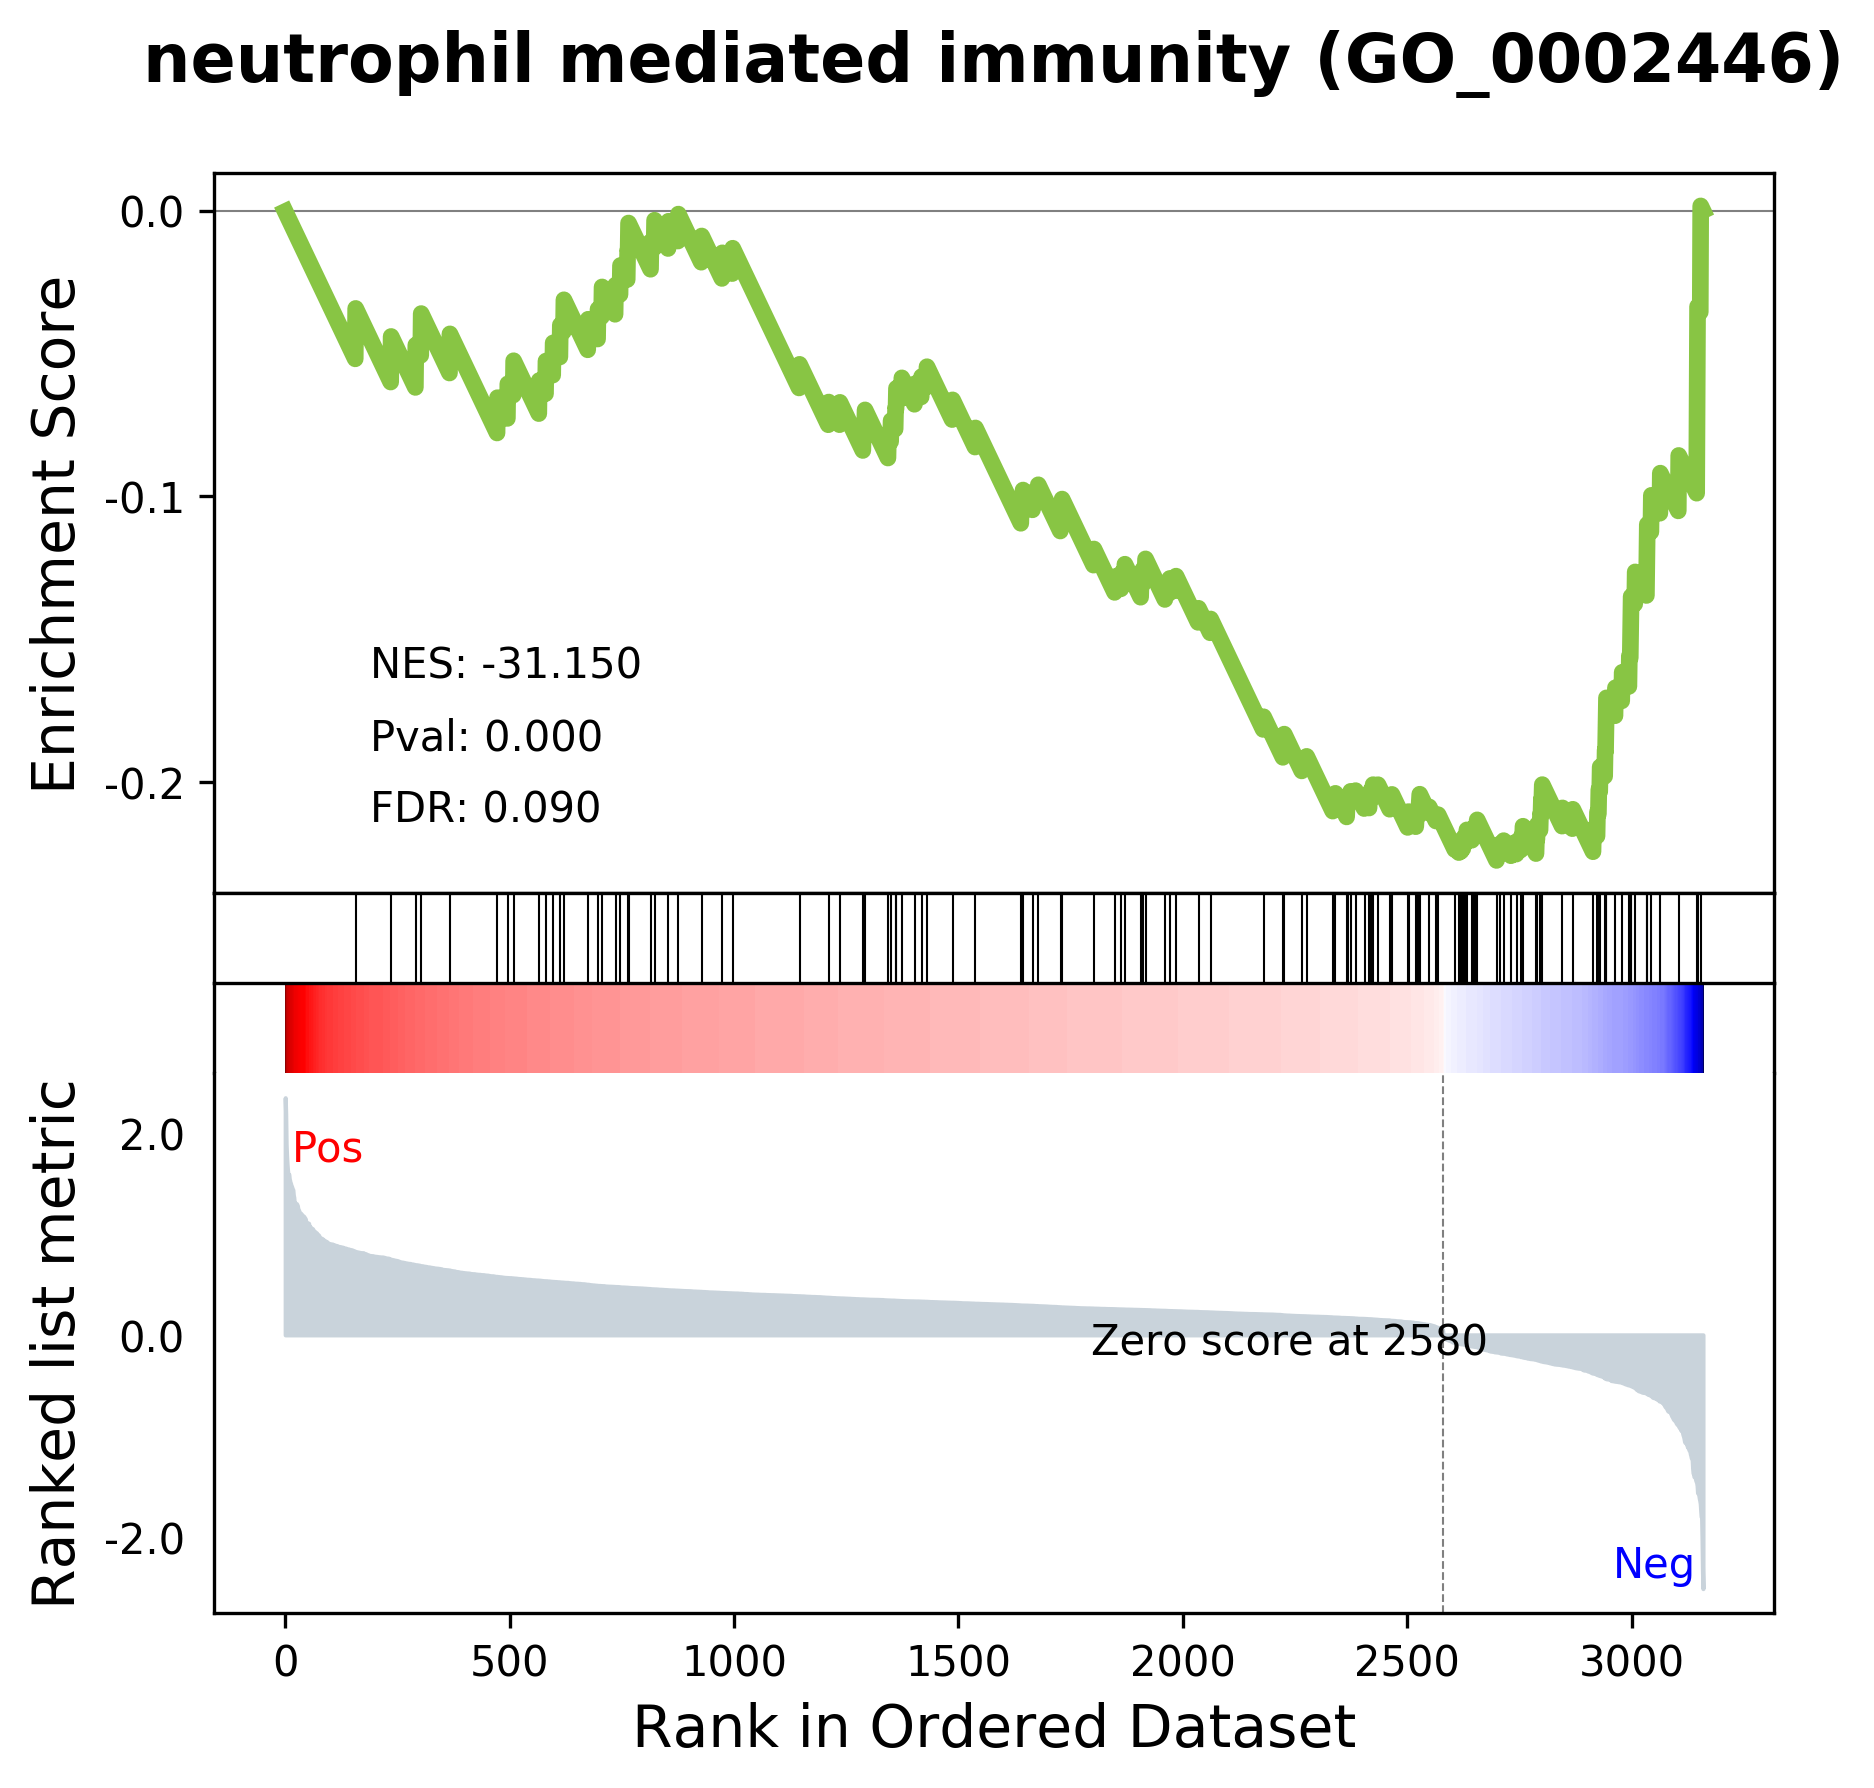 neutrophil mediated immunity (GO_0002446)
Enrichment Score
0.0
-0.1
-0.2
NES: -31.150
Pval: 0.000
FDR: 0.090
Ranked list metric
2.0
0.0
-2.0
Pos
Zero score at 2580
Neg
0 500 1000 1500 2000 2500 3000
Rank in Ordered Dataset